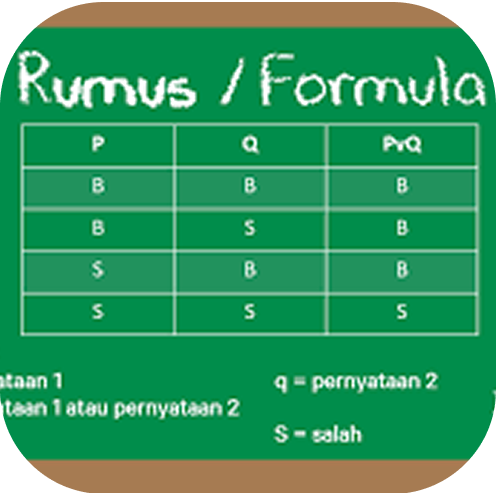 Rumus / Formula
P Q PvQ
B B B
B S B
S B B
S S S
ataan 1 q = pernyataan 2
taan 1 atau pernyataan 2
S = salah